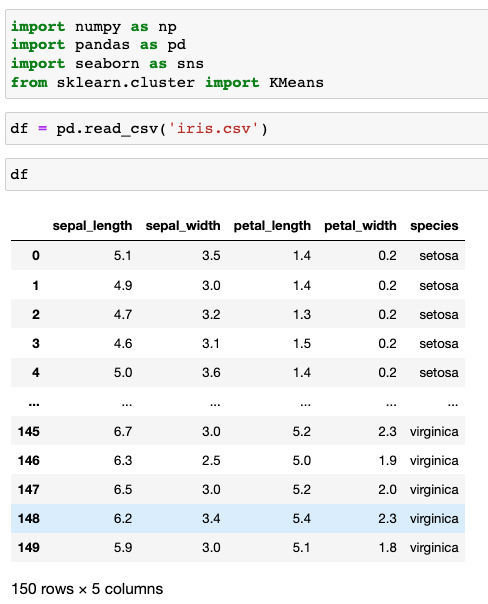 import numpy as np
import pandas as pd
import seaborn as sns
from sklearn.cluster import KMeans
df = pd.read_csv('iris.csv')
df
sepal_length sepal_width petal_length petal_width species
0 5.1 3.5 1.4 0.2 setosa
1 4.9 3.0 1.4 0.2 setosa
2 4.7 3.2 1.3 0.2 setosa
3 4.6 3.1 1.5 0.2 setosa
4 5.0 3.6 1.4 0.2 setosa
... ... ... ... ... ...
145 6.7 3.0 5.2 2.3 virginica
146 6.3 2.5 5.0 1.9 virginica
147 6.5 3.0 5.2 2.0 virginica
148 6.2 3.4 5.4 2.3 virginica
149 5.9 3.0 5.1 1.8 virginica
150 rows × 5 columns